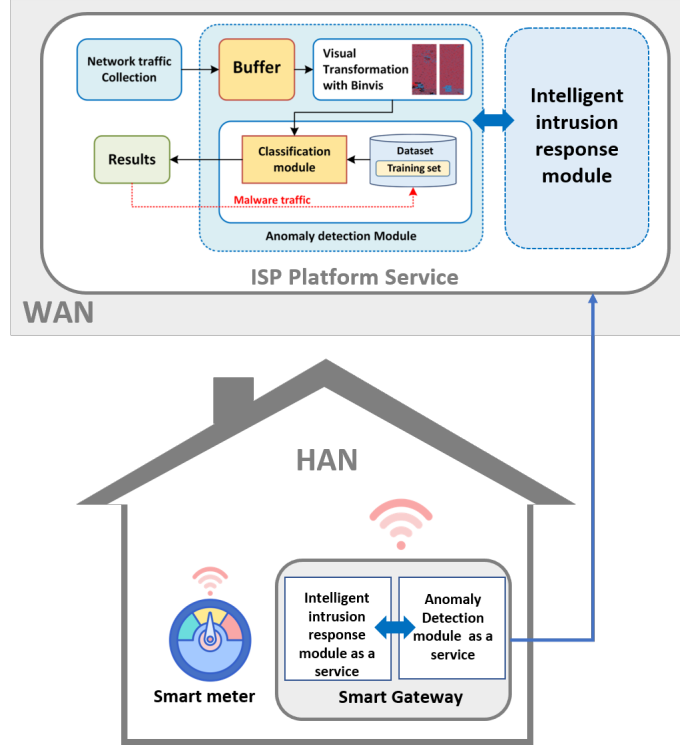 Network traffic
Collection
Buffer
Visual
Transformation
with Binvis
Intelligent
intrusion
response
module
Results
Classification
module
Dataset
Training set
Malware traffic
Anomaly detection Module
ISP Platform Service
WAN
HAN
Intelligent
intrusion
response
module as a
service
Anomaly
Detection
module as a
service
Smart meter
Smart Gateway